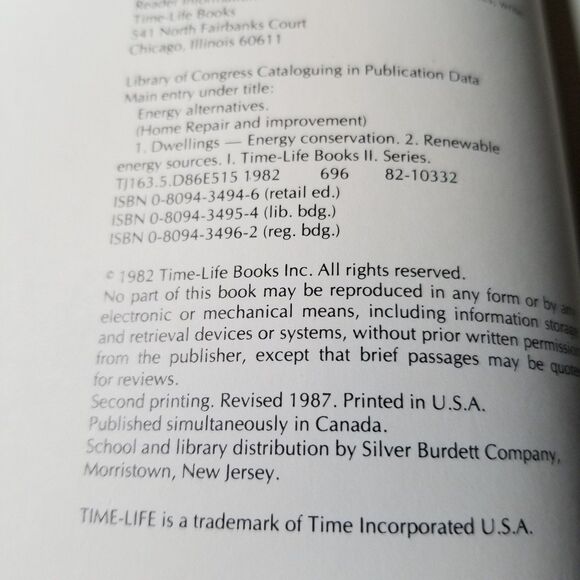 Reader Information
Time-Life Books
541 North Fairbanks Court
Chicago, Illinois 60611
Library of Congress Cataloguing in Publication Data
Main entry under title:
Energy alternatives.
(Home Repair and improvement)
1. Dwellings — Energy conservation. 2. Renewable
energy sources. I. Time-Life Books II. Series.
TJ163.5.D86E515 1982 696 82-10332
ISBN 0-8094-3494-6 (retail ed.)
ISBN 0-8094-3495-4 (lib. bdg.)
ISBN 0-8094-3496-2 (reg. bdg.)
© 1982 Time-Life Books Inc. All rights reserved.
No part of this book may be reproduced in any form or by any
electronic or mechanical means, including information storage
and retrieval devices or systems, without prior written permission
from the publisher, except that brief passages may be quote
for reviews.
Second printing. Revised 1987. Printed in U.S.A.
Published simultaneously in Canada.
School and library distribution by Silver Burdett Company,
Morristown, New Jersey.
TIME-LIFE is a trademark of Time Incorporated U.S.A.